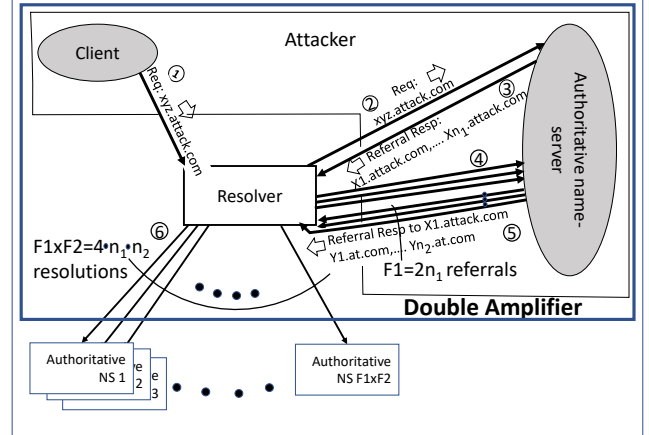 Attacker
Client
①
Req: xyz.attack.com
②
Req:
xyz.attack.com
③
Referral Resp:
X1.attack.com,.... Xn1.attack.com
Authoritative name-
server
④
Resolver
⑤
Referral Resp to X1.attack.com
Y1.at.com,.... Yn2-at.com
F1=2n1 referrals
⑥
F1xF2=4•n1•n2
resolutions
Double Amplifier
Authoritative
NS 1
e
2
e
3
Authoritative
NS F1xF2